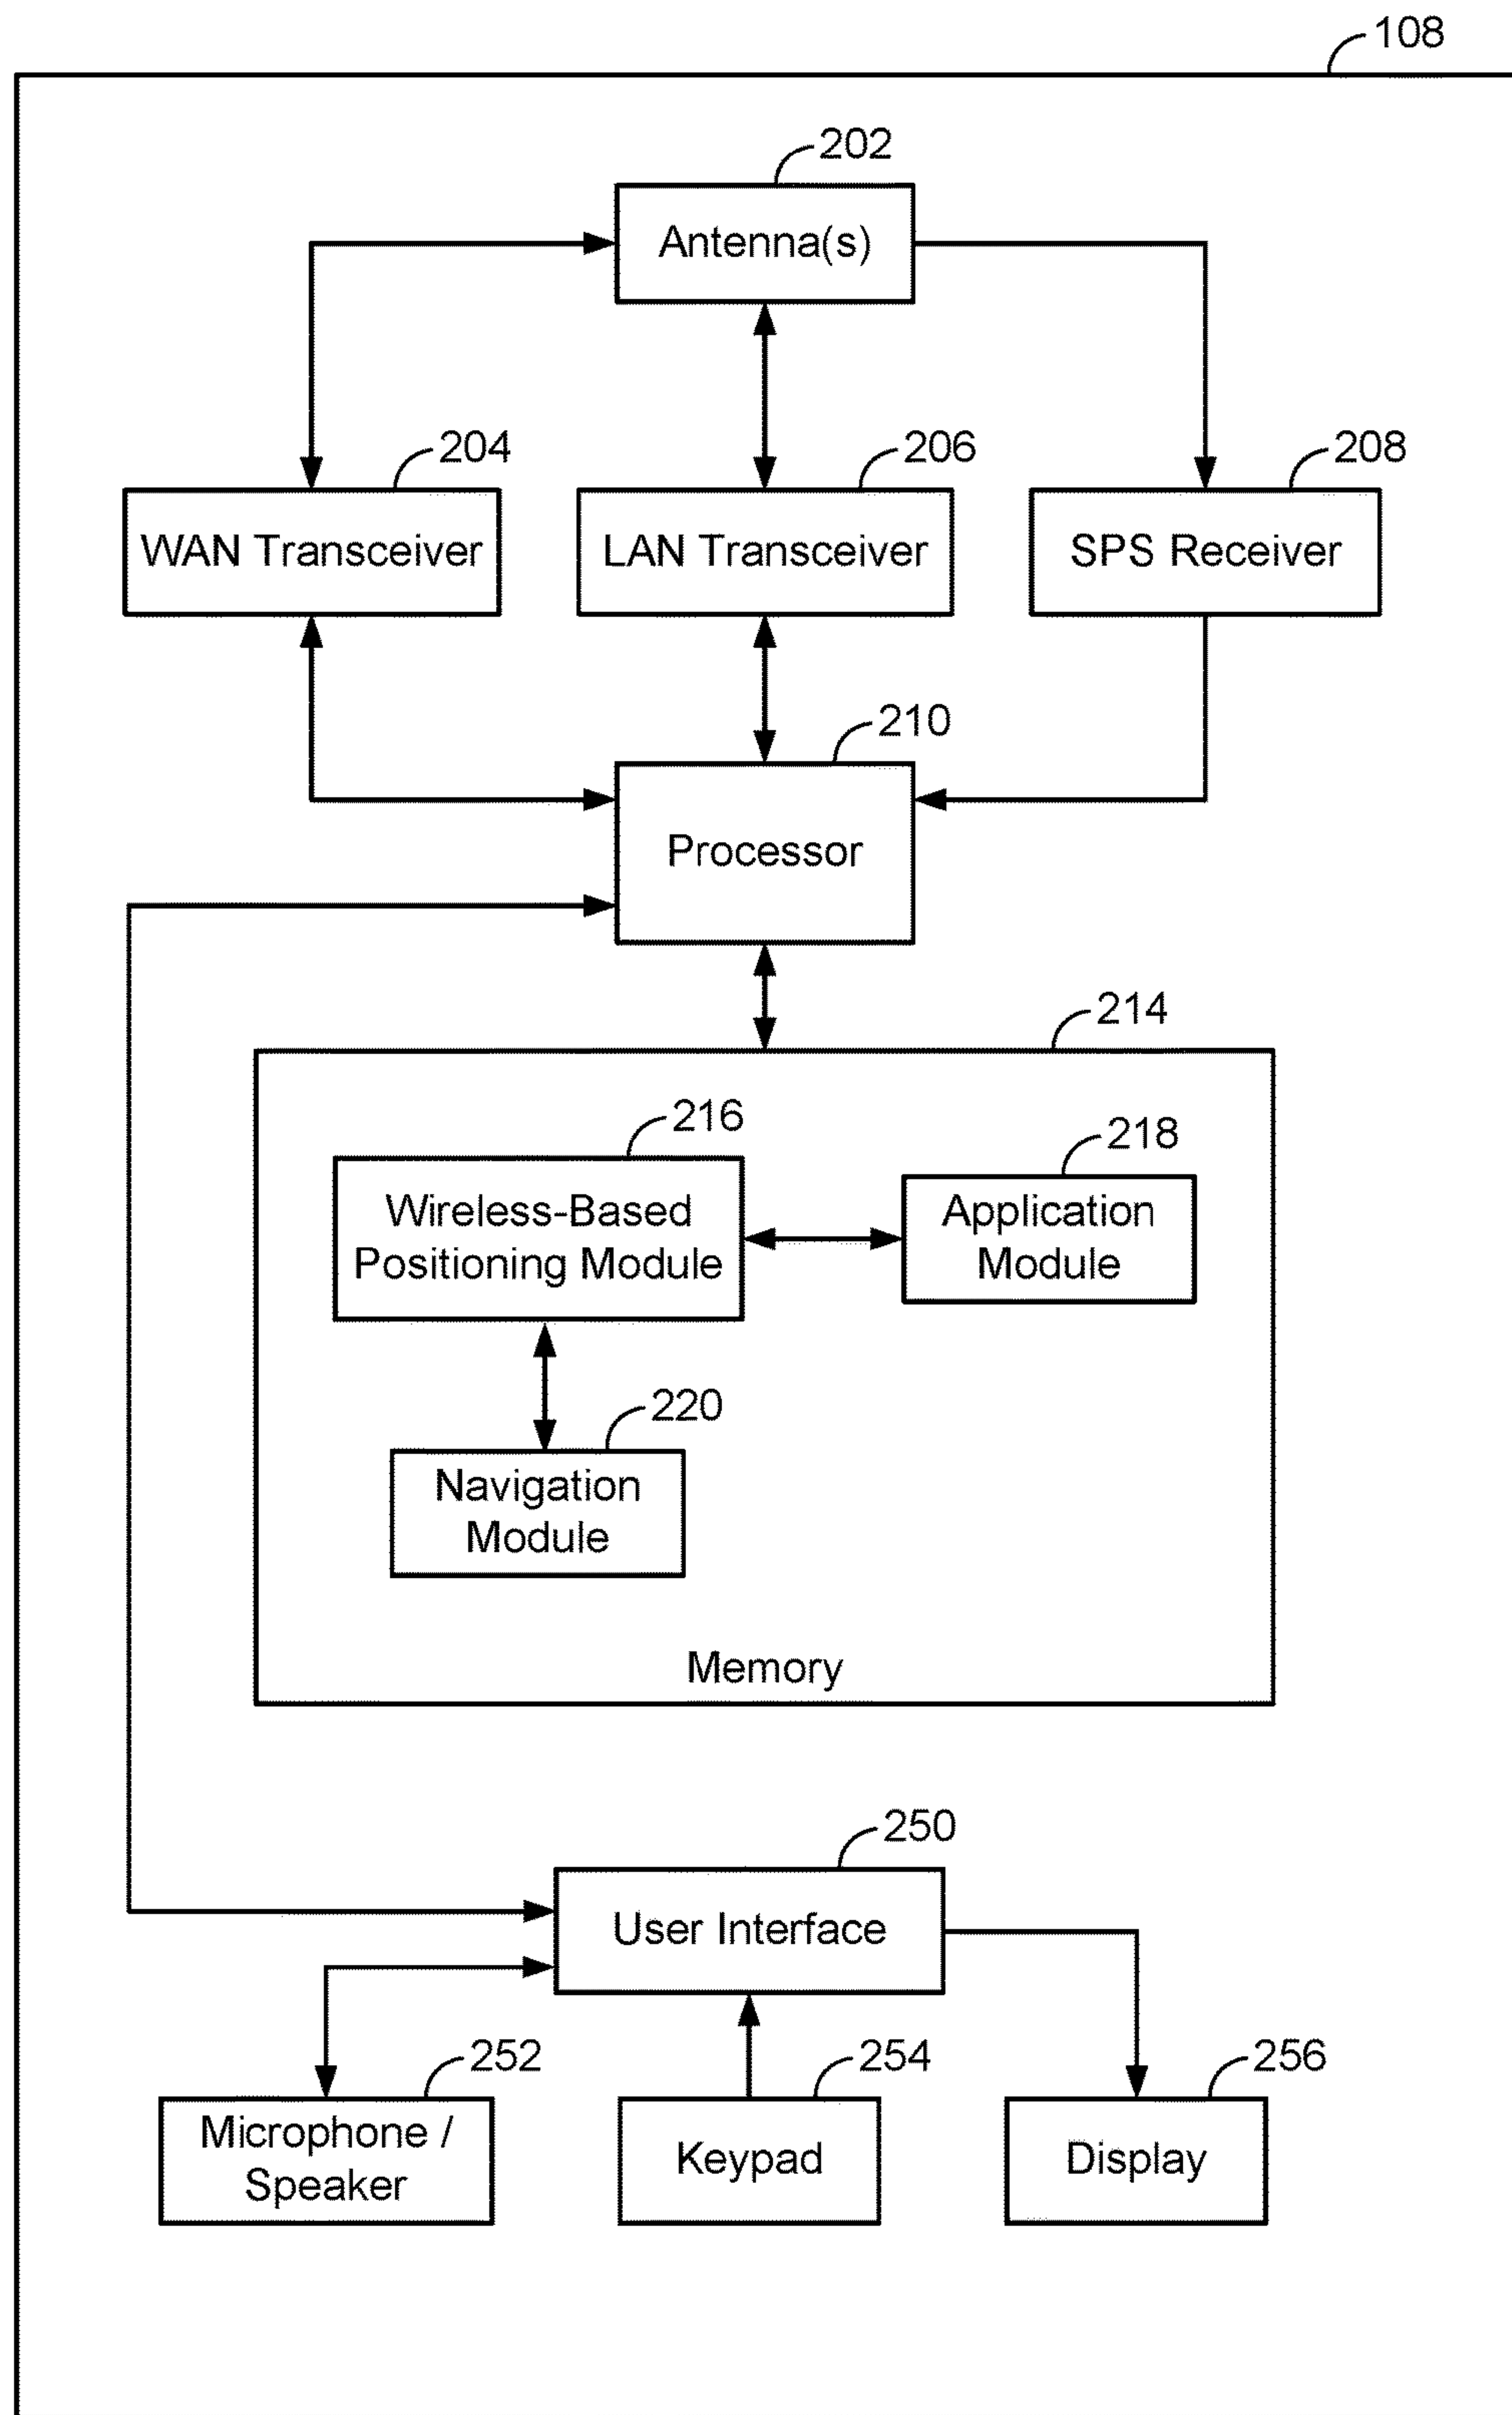 108
202
Antenna(s)
204
206
208
WAN Transceiver
LAN Transceiver
SPS Receiver
210
Processor
214
216
218
Wireless-Based
Positioning Module
Application
Module
220
Navigation
Module
Memory
250
User Interface
252
254
256
Microphone /
Speaker
Keypad
Display